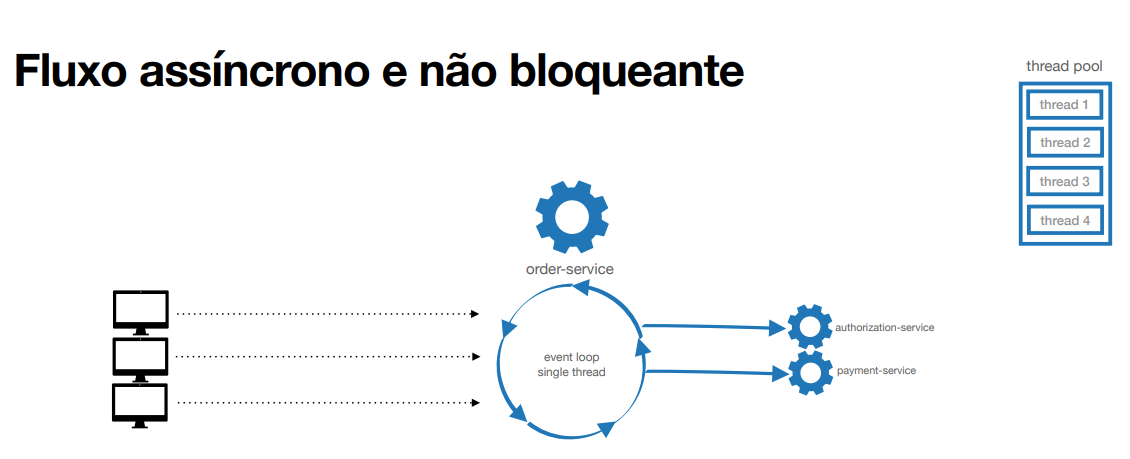 Fluxo assíncrono e não bloqueante
thread pool
thread 1
thread 2
thread 3
thread 4
order-service
event loop
single thread
authorization-service
payment-service